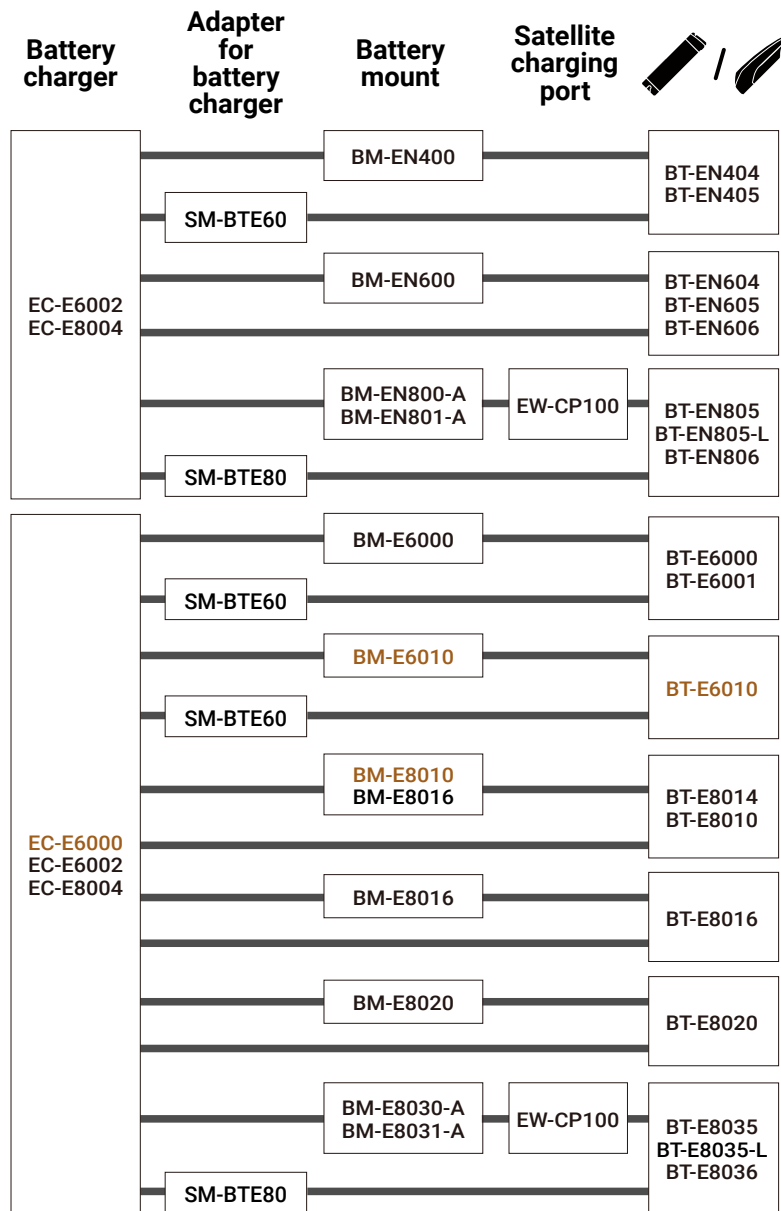 Battery
charger
Adapter
for
battery
charger
Battery
mount
Satellite
charging
port
/
EC-E6002
EC-E8004
BM-EN400
SM-BTE60
BT-EN404
BT-EN405
BM-EN600
BT-EN604
BT-EN605
BT-EN606
BM-EN800-A
BM-EN801-A
EW-CP100
SM-BTE80
BT-EN805
BT-EN805-L
BT-EN806
EC-E6000
EC-E6002
EC-E8004
BM-E6000
SM-BTE60
BT-E6000
BT-E6001
BM-E6010
SM-BTE60
BT-E6010
BM-E8010
BM-E8016
BT-E8014
BT-E8010
BM-E8016
BT-E8016
BM-E8020
BT-E8020
BM-E8030-A
BM-E8031-A
EW-CP100
SM-BTE80
BT-E8035
BT-E8035-L
BT-E8036